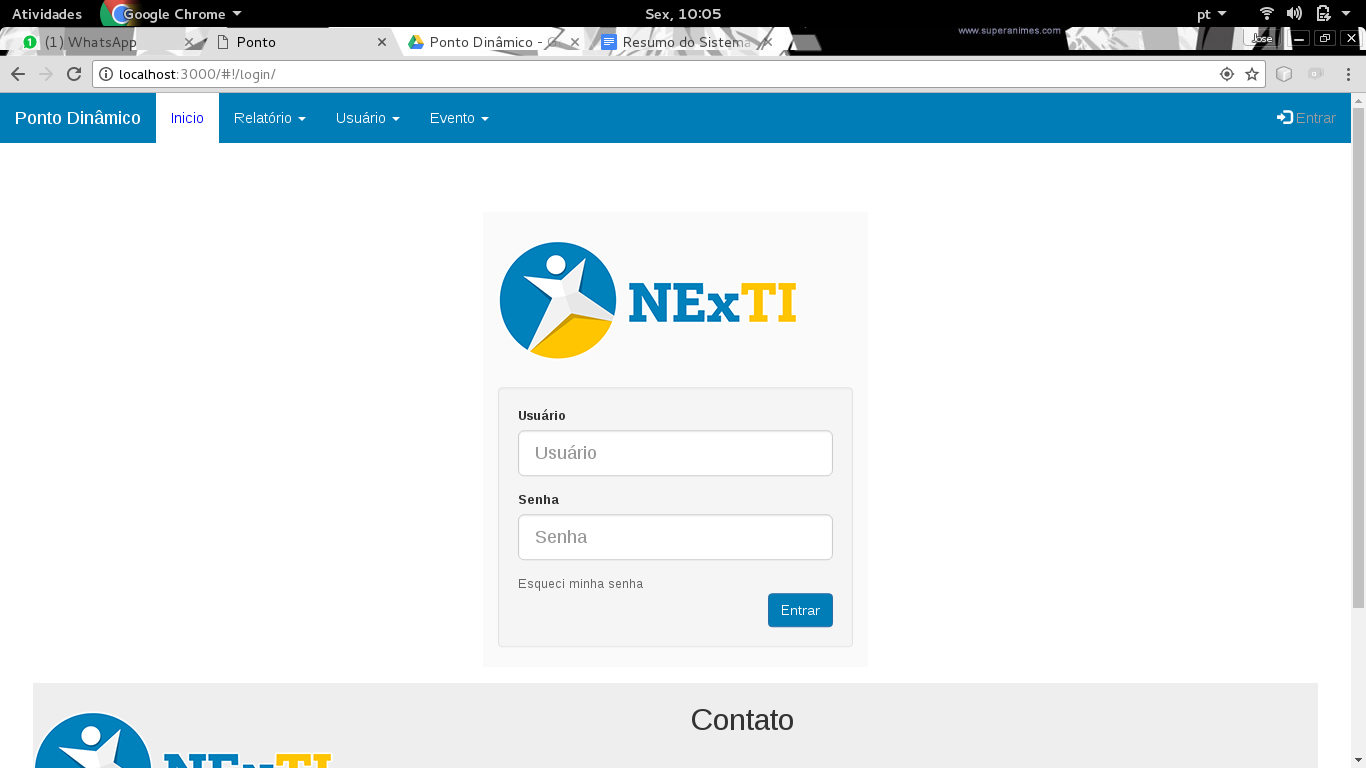 Atividades Google Chrome Sex, 10:05 pt
www.superanimes.com
(1) WhatsApp Ponto Ponto Dinâmico - G Resumo do Sistema Jose
localhost:3000/#!/login/
Ponto Dinâmico Inicio Relatório Usuário Evento Entrar
NExTI
Usuário
Usuário
Senha
Senha
Esqueci minha senha
Entrar
Contato
NExTI